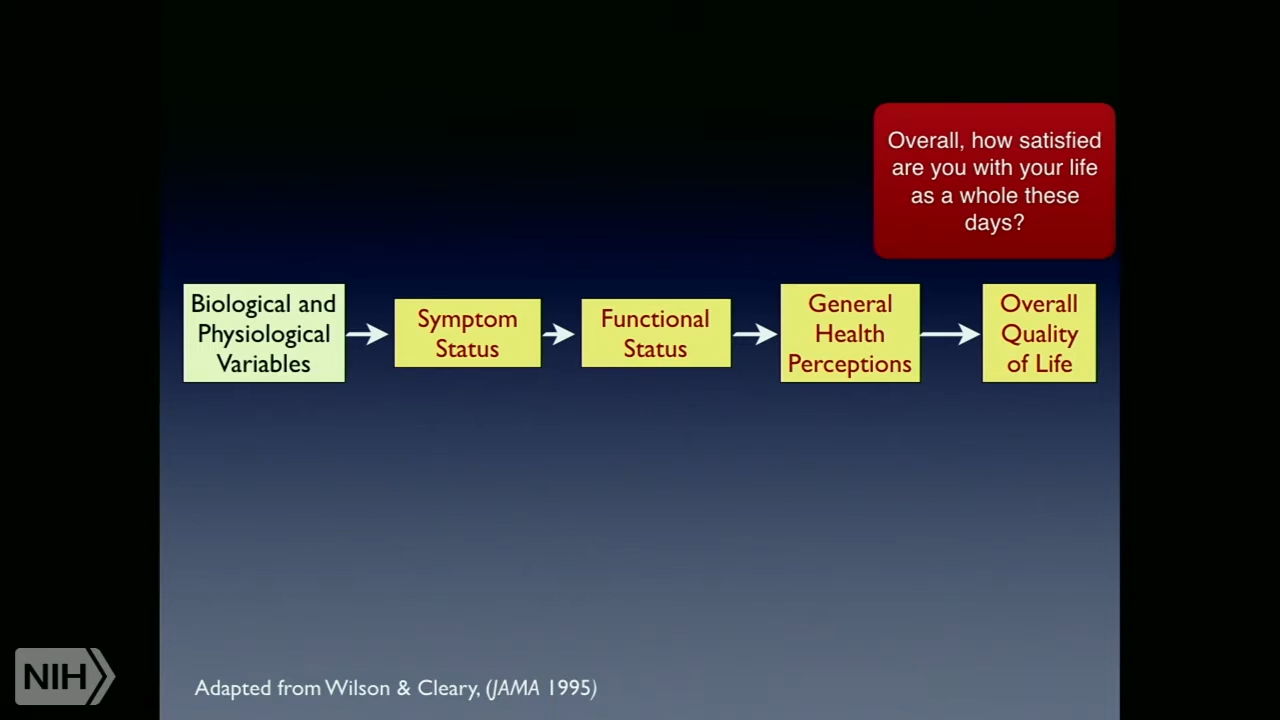 Overall, how satisfied
are you with your life
as a whole these
days?
Biological and
Physiological
Variables
Symptom
Status
Functional
Status
General
Health
Perceptions
Overall
Quality
of Life
NIH
Adapted from Wilson & Cleary, (JAMA 1995)